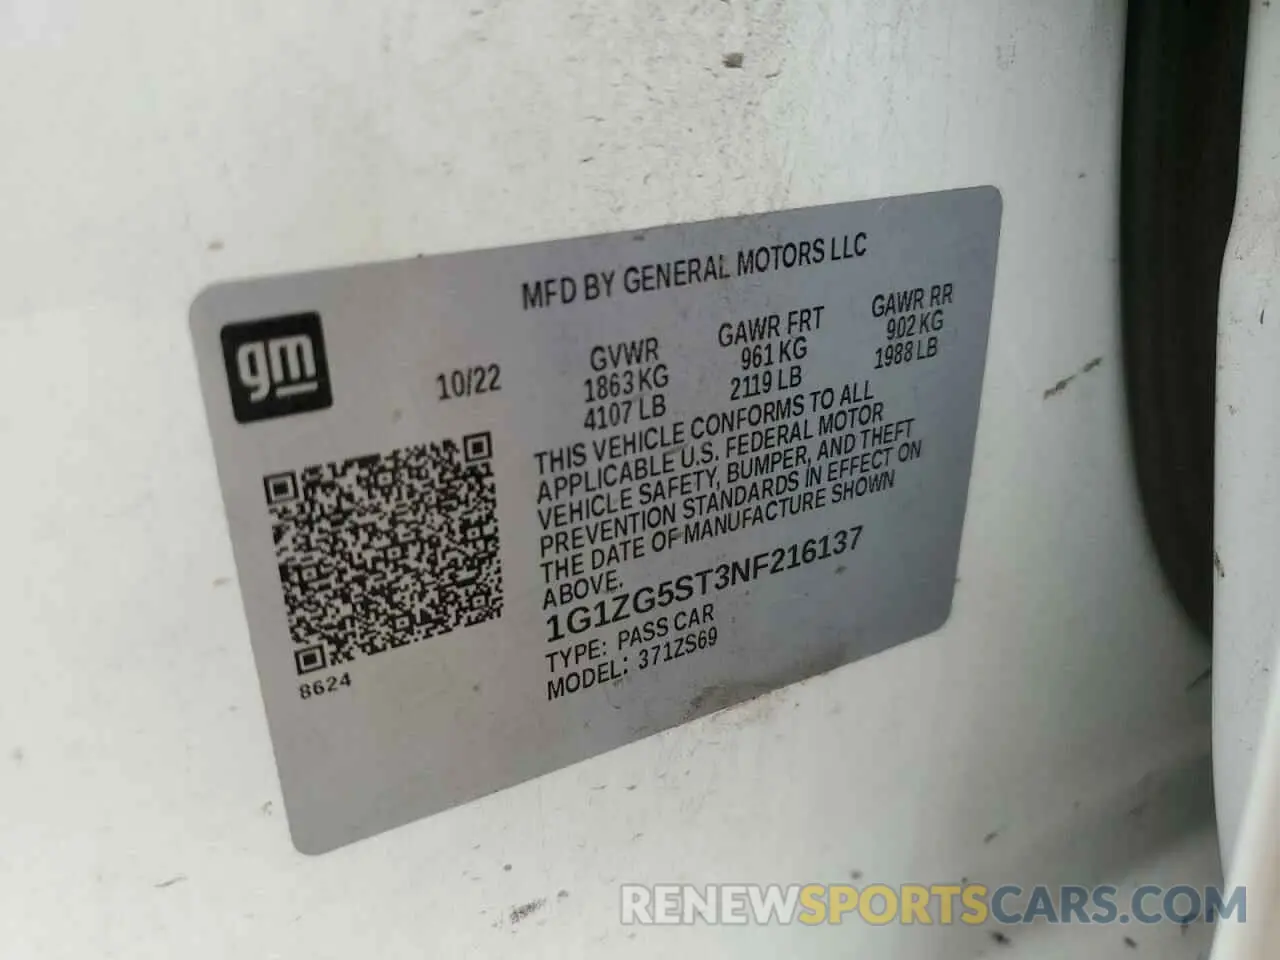 MFD BY GENERAL MOTORS LLC
gm
10/22
GVWR
1863 KG
4107 LB
GAWR FRT
961 KG
2119 LB
GAWR RR
902 KG
1988 LB
THIS VEHICLE CONFORMS TO ALL
APPLICABLE U.S. FEDERAL MOTOR
VEHICLE SAFETY, BUMPER, AND THEFT
PREVENTION STANDARDS IN EFFECT ON
THE DATE OF MANUFACTURE SHOWN
ABOVE.
1G1ZG5ST3NF216137
TYPE: PASS CAR
MODEL: 371ZS69
8624
RENEWSPORTSCARS.COM